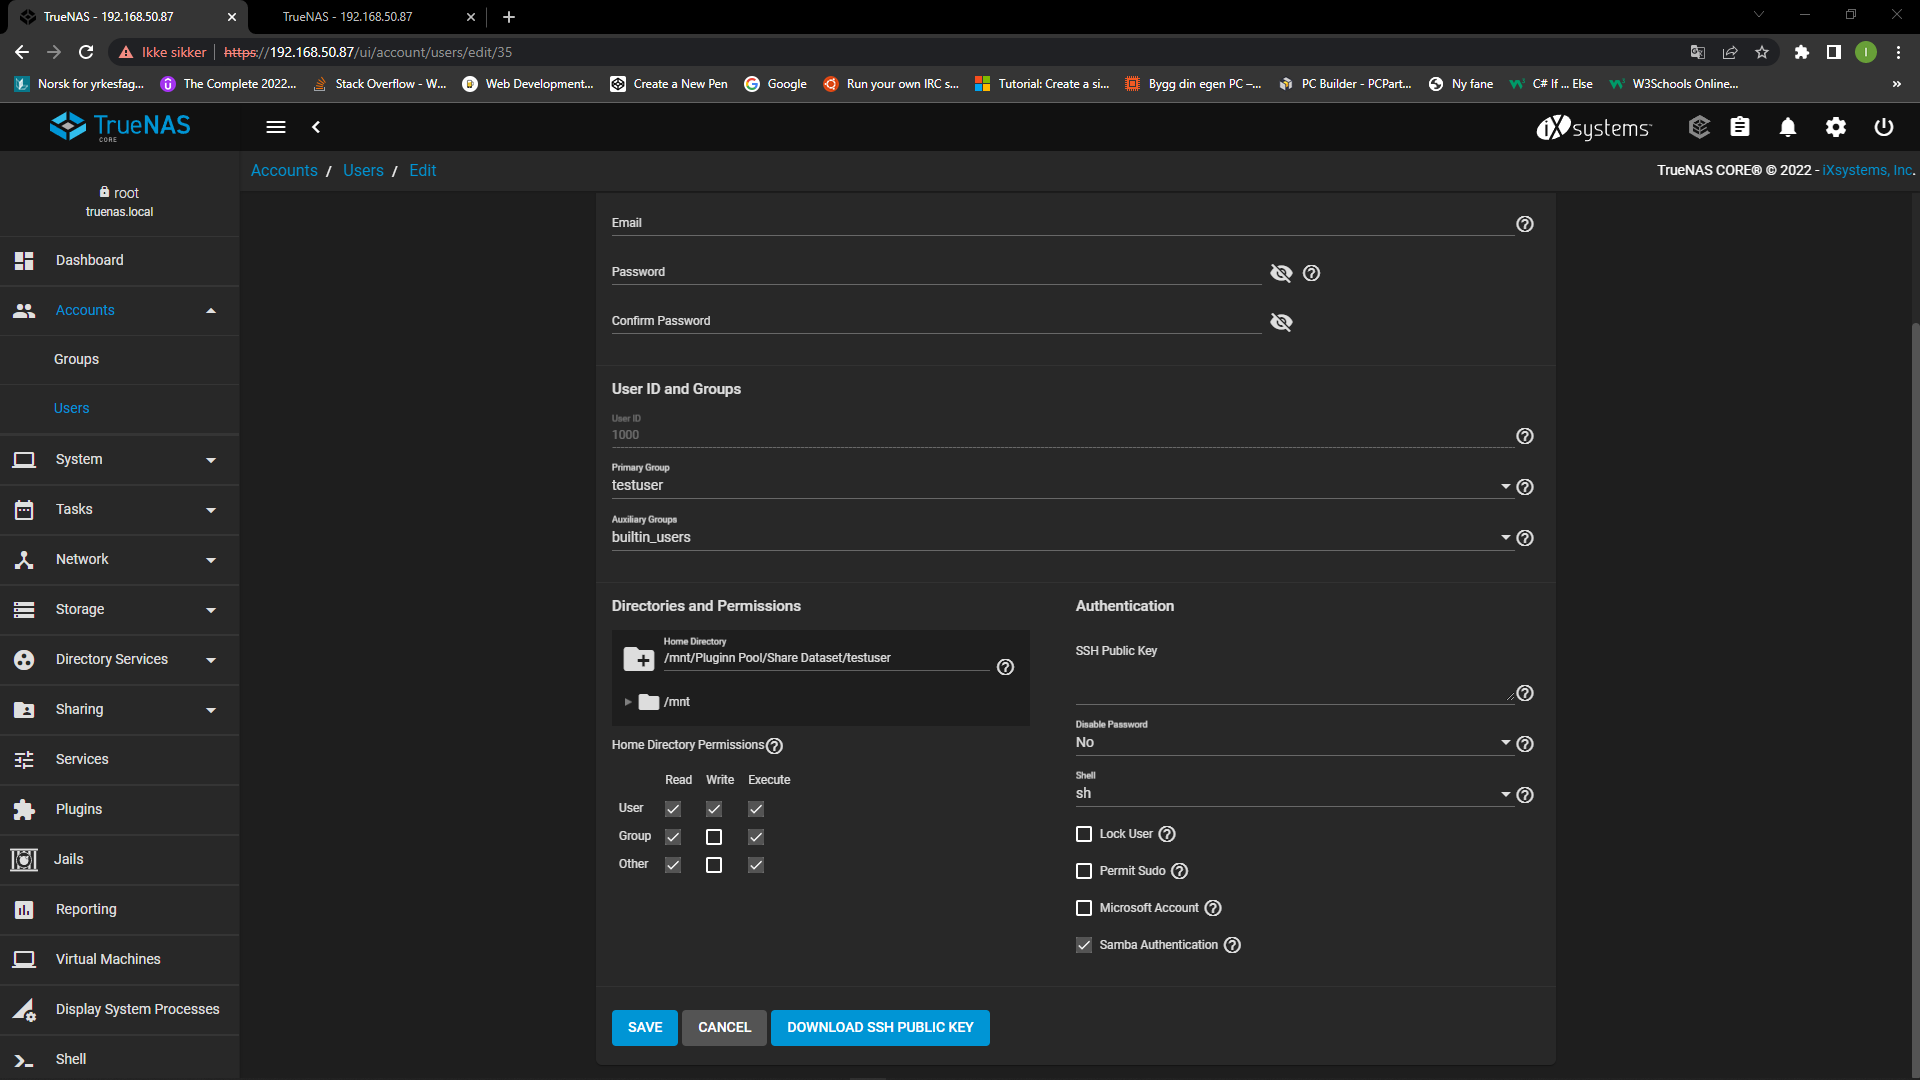 TrueNAS - 192.168.50.87
TrueNAS - 192.168.50.87
Ikke sikker https://192.168.50.87/ui/account/users/edit/35
I
Norsk for yrkesfag...
The Complete 2022...
Stack Overflow - W...
Web Development...
Create a New Pen
Google
Run your own IRC s...
Tutorial: Create a si...
Bygg din egen PC –...
PC Builder - PCPart...
Ny fane
C# If ... Else
W3Schools Online...
»
TrueNAS
CORE
iXsystems
root
truenas.local
Accounts / Users / Edit
TrueNAS CORE® © 2022 - iXsystems, Inc.
Dashboard
Accounts
Groups
Users
System
Tasks
Network
Storage
Directory Services
Sharing
Services
Plugins
Jails
Reporting
Virtual Machines
Display System Processes
Shell
Email
Password
Confirm Password
User ID and Groups
User ID
1000
Primary Group
testuser
Auxiliary Groups
builtin_users
Directories and Permissions
Home Directory
/mnt/Pluginn Pool/Share Dataset/testuser
/mnt
Home Directory Permissions
Read Write Execute
User
Group
Other
Authentication
SSH Public Key
Disable Password
No
Shell
sh
Lock User
Permit Sudo
Microsoft Account
Samba Authentication
SAVE
CANCEL
DOWNLOAD SSH PUBLIC KEY